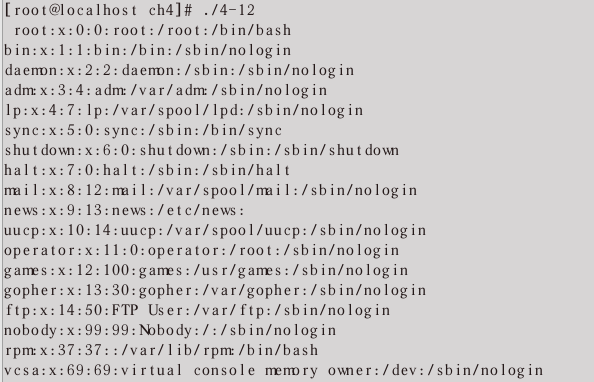 [root@localhost ch4]# ./4-12
root:x:0:0:root:/root:/bin/bash
bin:x:1:1:bin:/bin:/sbin/nologin
daemon:x:2:2:daemon:/sbin:/sbin/nologin
adm:x:3:4:adm:/var/adm:/sbin/nologin
lp:x:4:7:lp:/var/spool/lpd:/sbin/nologin
sync:x:5:0:sync:/sbin:/bin/sync
shutdown:x:6:0:shutdown:/sbin:/sbin/shutdown
halt:x:7:0:halt:/sbin:/sbin/halt
mail:x:8:12:mail:/var/spool/mail:/sbin/nologin
news:x:9:13:news:/etc/news:
uucp:x:10:14:uucp:/var/spool/uucp:/sbin/nologin
operator:x:11:0:operator:/root:/sbin/nologin
games:x:12:100:games:/usr/games:/sbin/nologin
gopher:x:13:30:gopher:/var/gopher:/sbin/nologin
ftp:x:14:50:FTP User:/var/ftp:/sbin/nologin
nobody:x:99:99:Nobody:/:/sbin/nologin
rpm:x:37:37::/var/lib/rpm:/bin/bash
vcsa:x:69:69:virtual console memory owner:/dev:/sbin/nologin